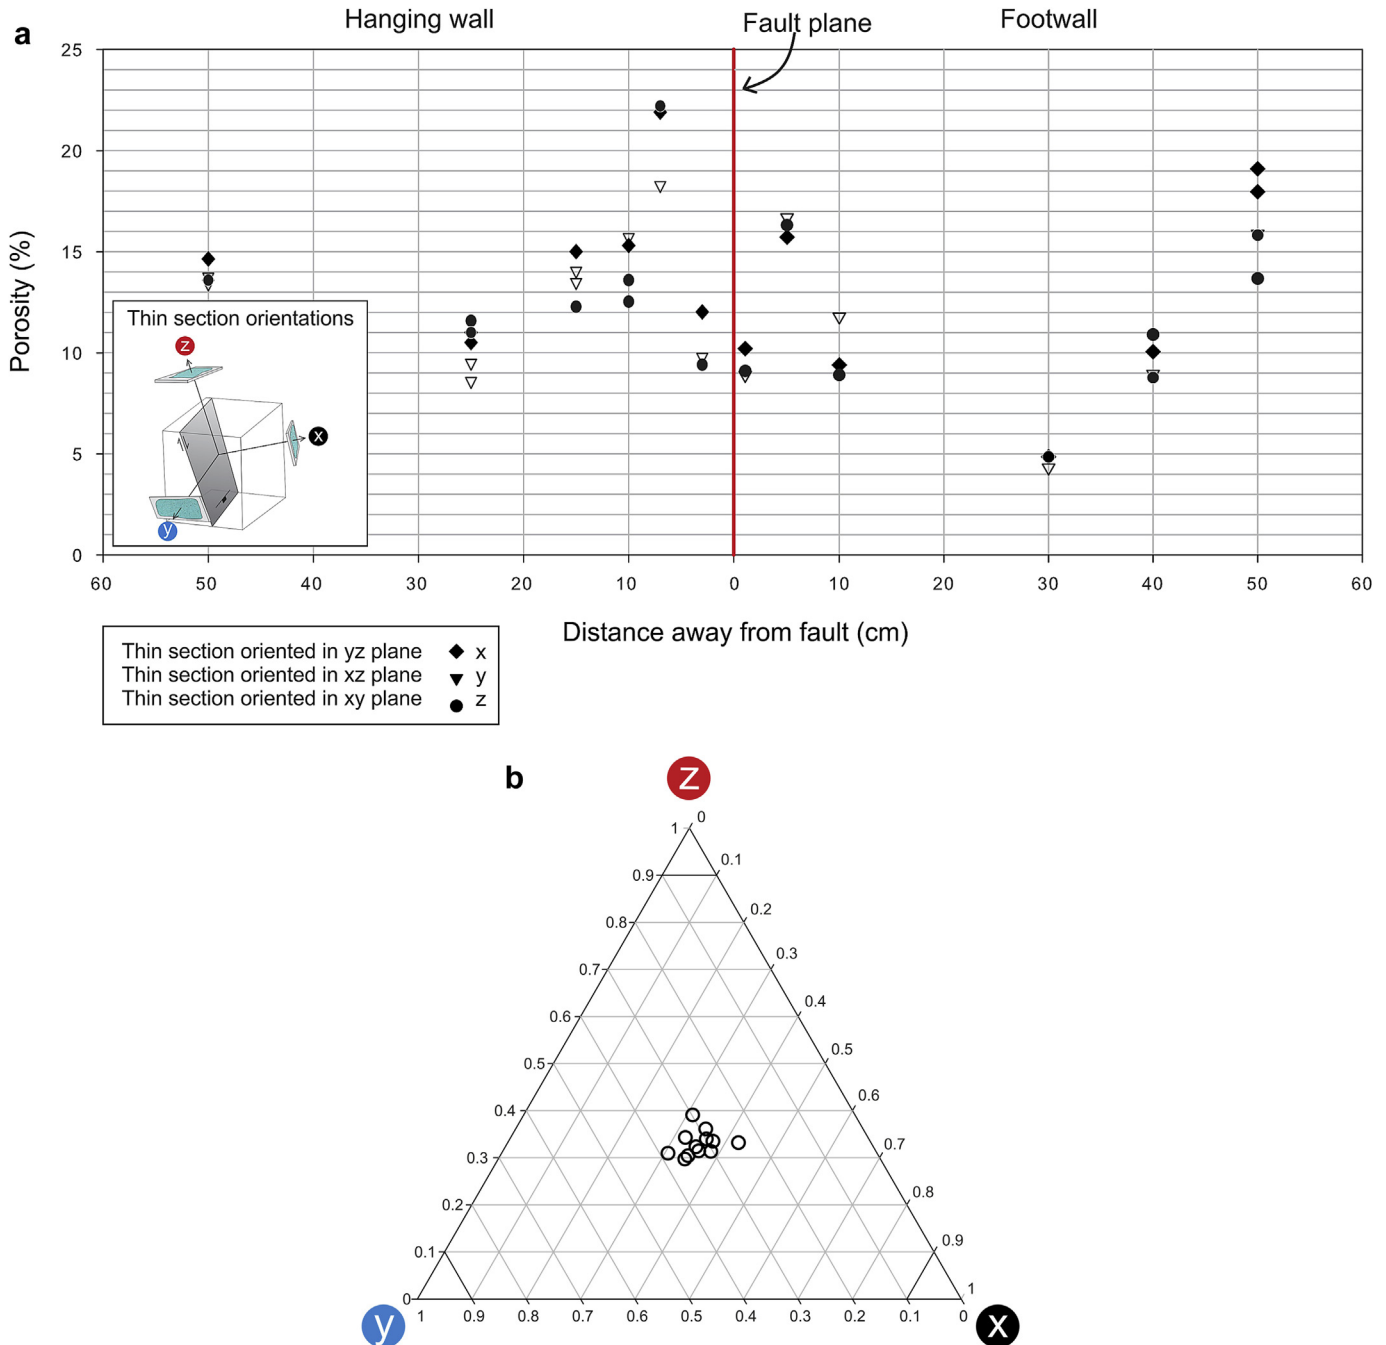 a
Hanging wall
Fault plane
Footwall
25
20
15
10
5
0
Porosity (%)
Thin section orientations
z
x
y
60 50 40 30 20 10 0 10 20 30 40 50 60
Distance away from fault (cm)
Thin section oriented in yz plane x
Thin section oriented in xz plane y
Thin section oriented in xy plane z
b
z
0
1
0.1
0.9
0.2
0.8
0.3
0.7
0.4
0.6
0.5
0.5
0.6
0.4
0.7
0.3
0.8
0.2
0.9
0.1
1
0
1 0.9 0.8 0.7 0.6 0.5 0.4 0.3 0.2 0.1 0
y
x